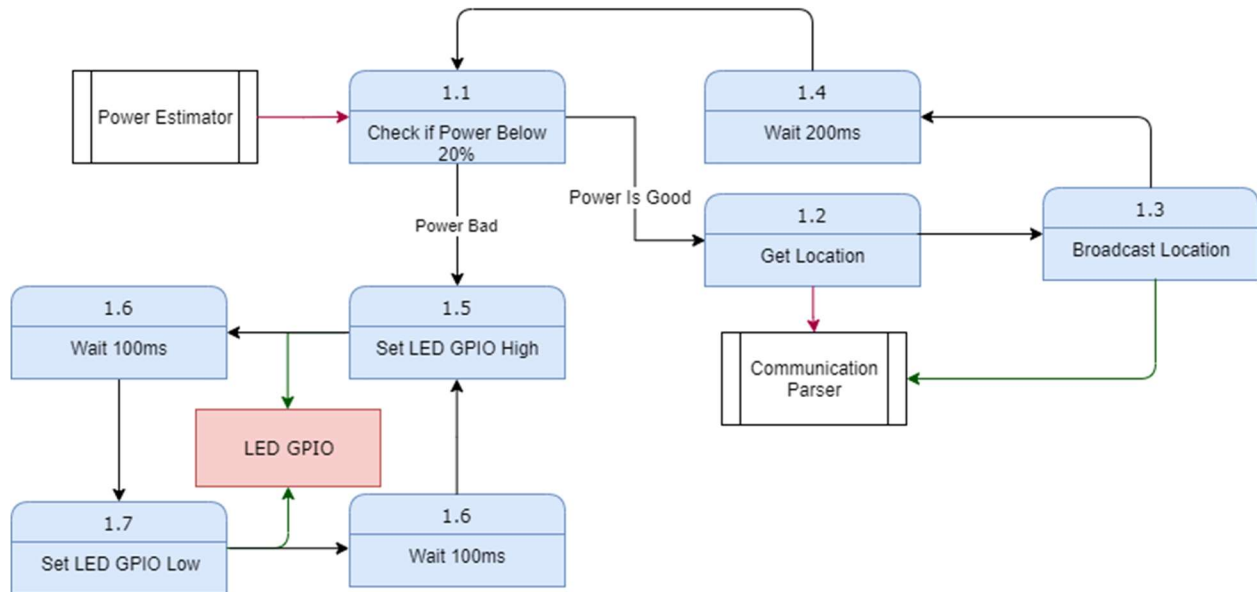 1.1
1.4
Power Estimator
Check if Power Below
20%
Wait 200ms
Power Is Good
1.2
1.3
Power Bad
Get Location
Broadcast Location
1.6
1.5
Wait 100ms
Set LED GPIO High
Communication
Parser
LED GPIO
1.7
1.6
Set LED GPIO Low
Wait 100ms